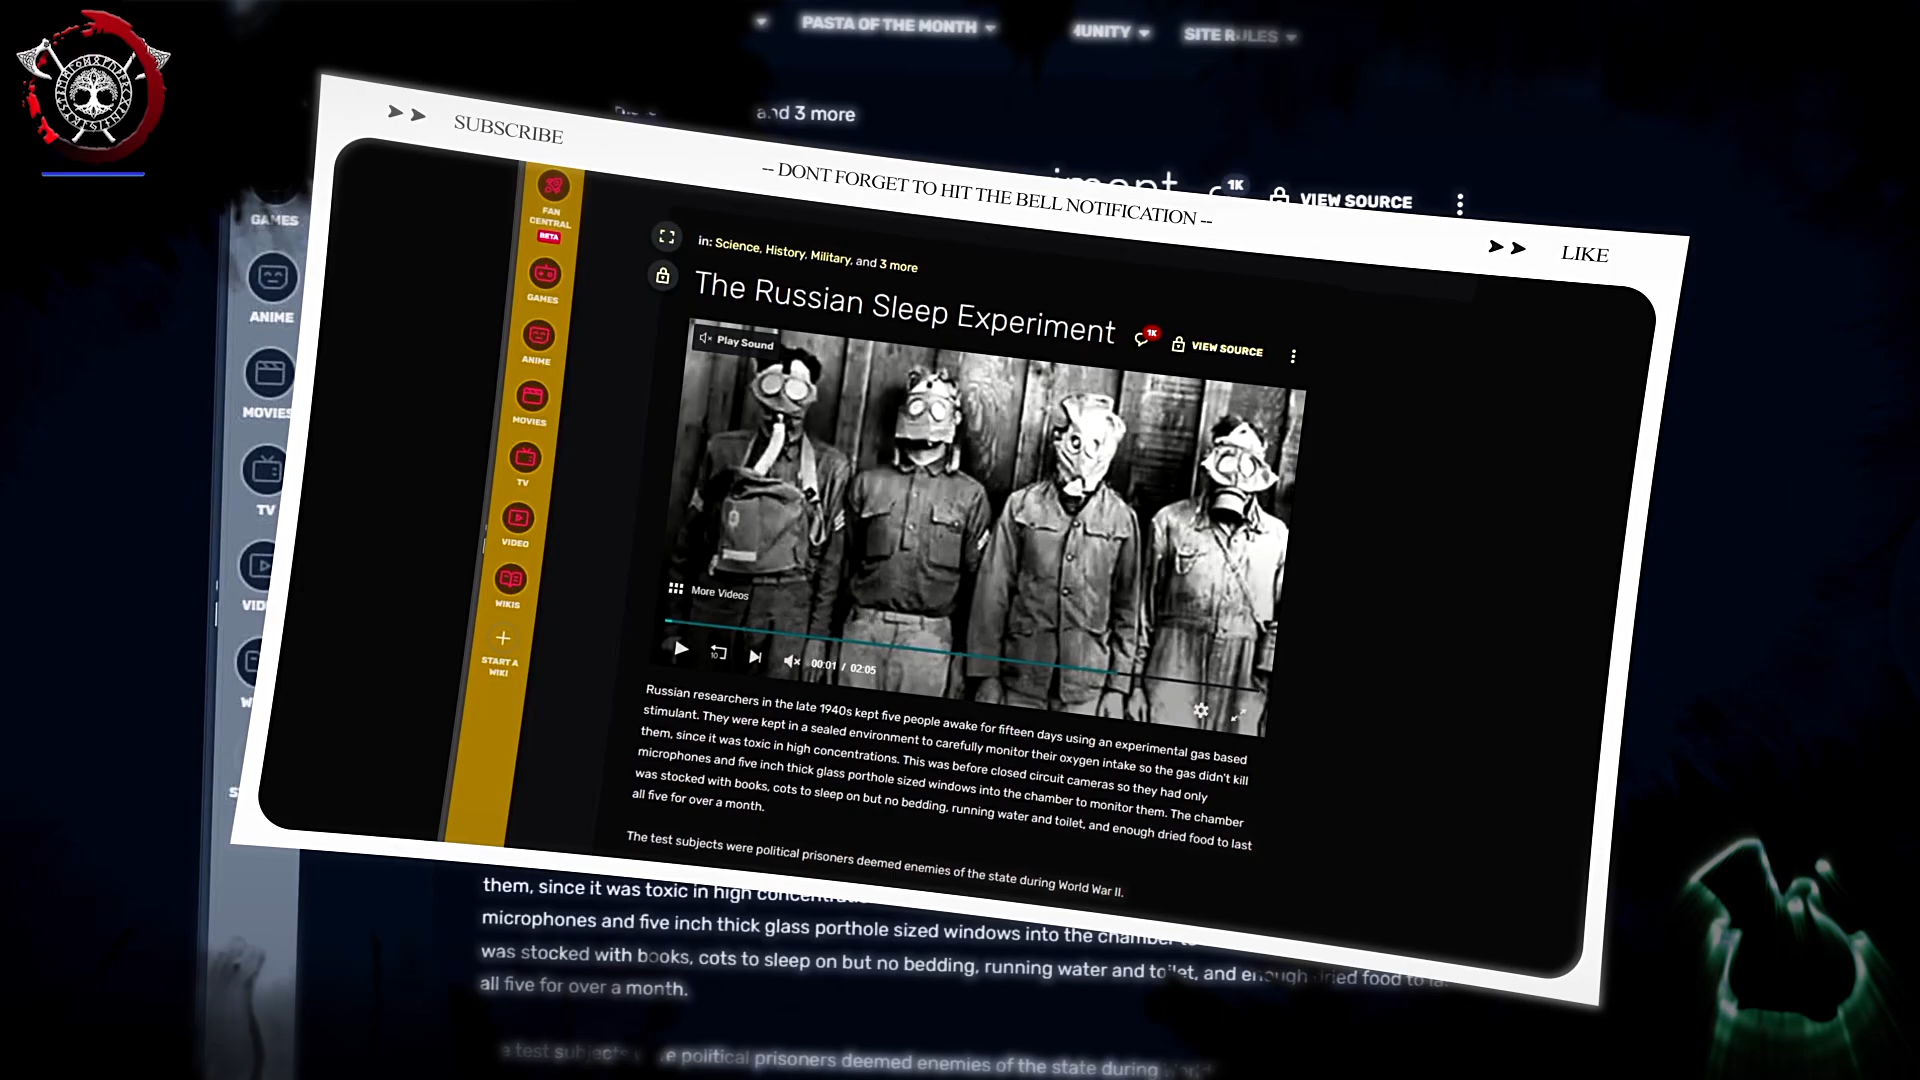 PASTA OF THE MONTH
SITE RULES
and 3 more
1K
VIEW SOURCE
SUBSCRIBE
-- DONT FORGET TO HIT THE BELL NOTIFICATION --
LIKE
GAMES
ANIME
MOVIES
TV
FAN
CENTRAL
BETA
GAMES
ANIME
MOVIES
TV
VIDEO
WIKIS
START A
WIKI
in: Science, History, Military, and 3 more
The Russian Sleep Experiment
1K
VIEW SOURCE
Play Sound
More Videos
10
00:01 / 02:05
Russian researchers in the late 1940s kept five people awake for fifteen days using an experimental gas based
stimulant. They were kept in a sealed environment to carefully monitor their oxygen intake so the gas didn't kill
them, since it was toxic in high concentrations. This was before closed circuit cameras so they had only
microphones and five inch thick glass porthole sized windows into the chamber to monitor them. The chamber
was stocked with books, cots to sleep on but no bedding, running water and toilet, and enough dried food to last
all five for over a month.
The test subjects were political prisoners deemed enemies of the state during World War II.
them, since it was toxic in high
microphones and five inch thick glass porthole sized windows into the
was stocked with books, cots to sleep on but no bedding, running water and toilet, and enough dried food to
all five for over a month.
test subjects political prisoners deemed enemies of the state during